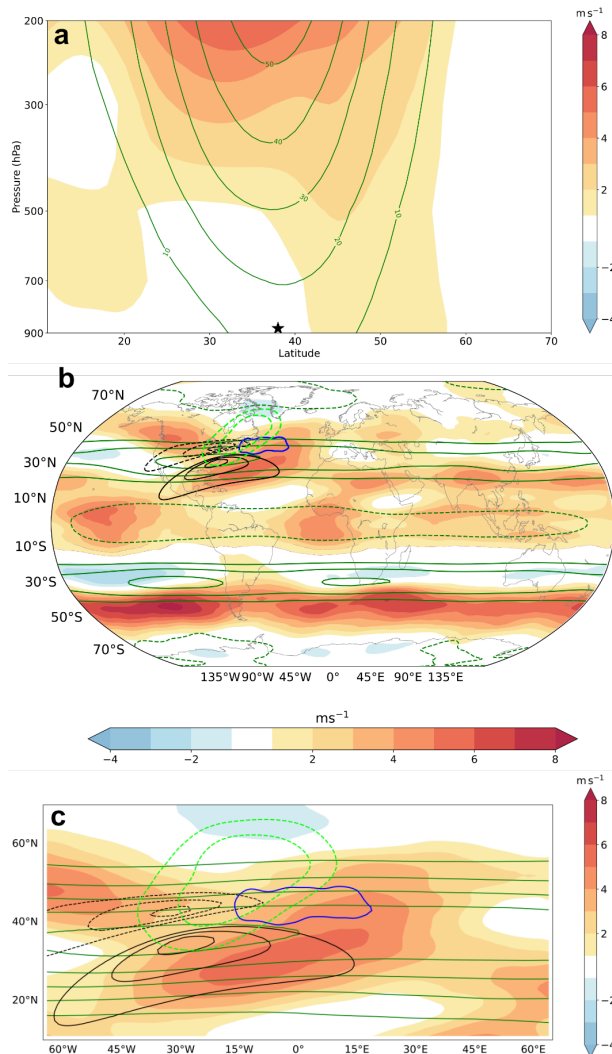 a
m s⁻¹
200
300
500
700
900
Pressure (hPa)
20
30
40
50
60
70
Latitude
50
40
30
20
10
10
10
8
6
4
2
−2
−4
b
70°N
50°N
30°N
10°N
10°S
30°S
50°S
70°S
135°W 90°W 45°W 0° 45°E 90°E 135°E
ms⁻¹
−4 −2 2 4 6 8
c
60°N
40°N
20°N
60°W 45°W 30°W 15°W 0° 15°E 30°E 45°E 60°E
m s⁻¹
8
6
4
2
−2
−4